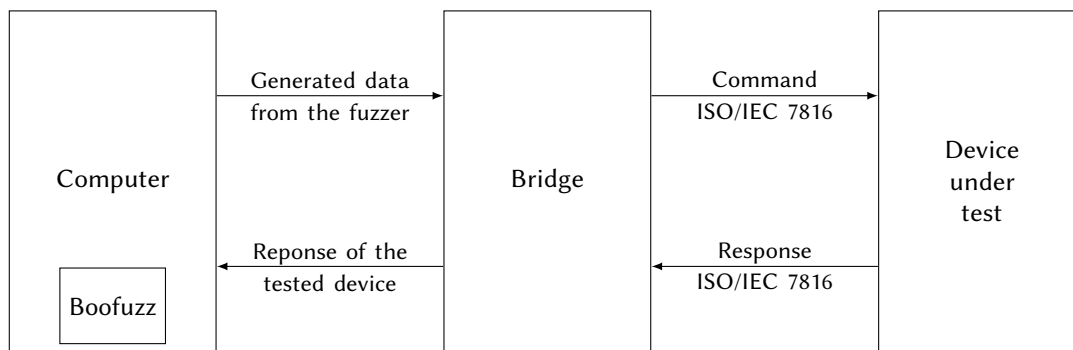 Generated data
from the fuzzer
Command
ISO/IEC 7816
Computer
Bridge
Device
under
test
Reponse of the
tested device
Response
ISO/IEC 7816
Boofuzz